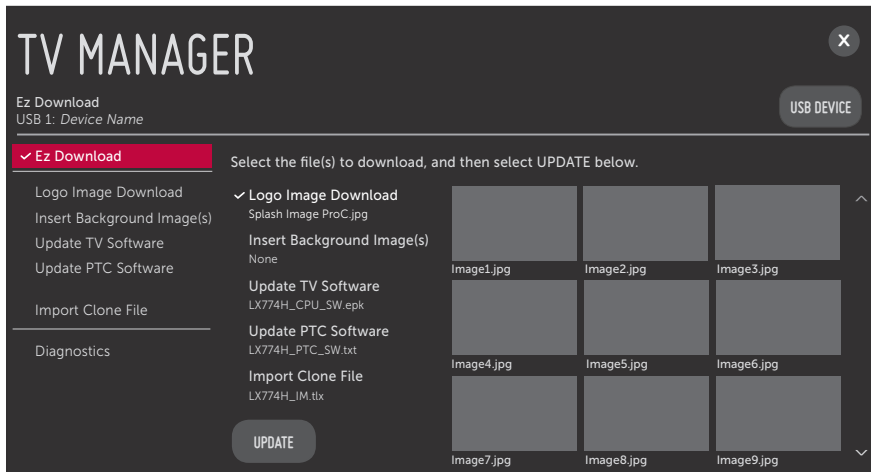 TV MANAGER
X
Ez Download
USB 1: Device Name
USB DEVICE
Ez Download
Logo Image Download
Insert Background Image(s)
Update TV Software
Update PTC Software
Import Clone File
Diagnostics
Select the file(s) to download, and then select UPDATE below.
Logo Image Download
Splash Image ProC.jpg
Insert Background Image(s)
None
Update TV Software
LX774H_CPU_SW.epk
Update PTC Software
LX774H_PTC_SW.txt
Import Clone File
LX774H_IM.tlx
UPDATE
Image1.jpg
Image2.jpg
Image3.jpg
Image4.jpg
Image5.jpg
Image6.jpg
Image7.jpg
Image8.jpg
Image9.jpg